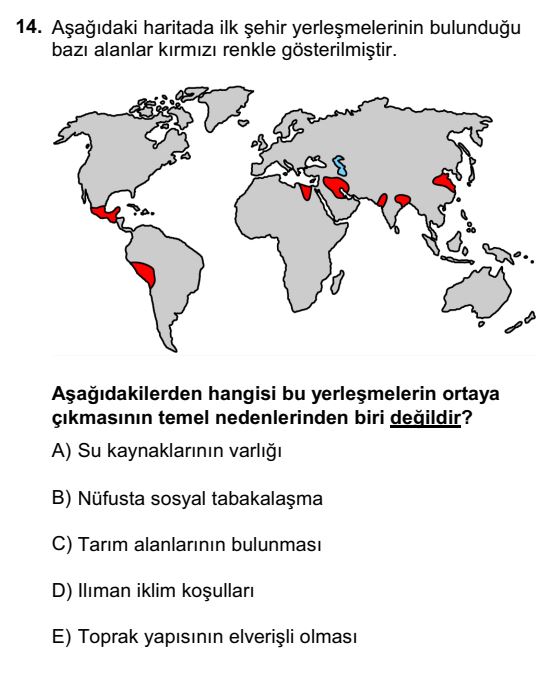 14. Aşağıdaki haritada ilk şehir yerleşmelerinin bulunduğu
bazı alanlar kırmızı renkle gösterilmiştir.
Aşağıdakilerden hangisi bu yerleşmelerin ortaya
çıkmasının temel nedenlerinden biri değildir?
A) Su kaynaklarının varlığı
B) Nüfusta sosyal tabakalaşma
C) Tarım alanlarının bulunması
D) Ilıman iklim koşulları
E) Toprak yapısının elverişli olması